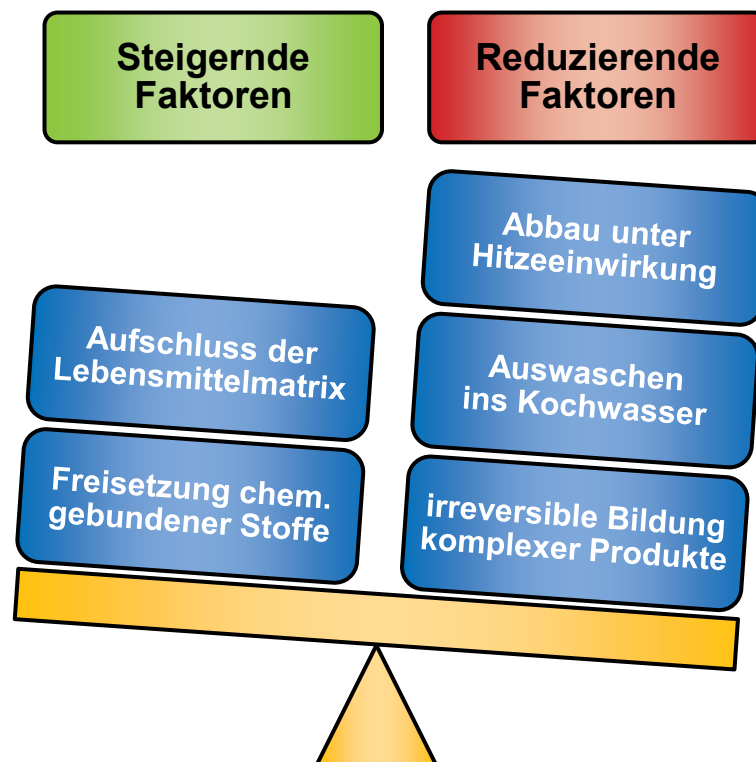 Steigernde
Faktoren
Reduzierende
Faktoren
Aufschluss der
Lebensmittelmatrix
Freisetzung chem.
gebundener Stoffe
Abbau unter
Hitzeeinwirkung
Auswaschen
ins Kochwasser
irreversible Bildung
komplexer Produkte